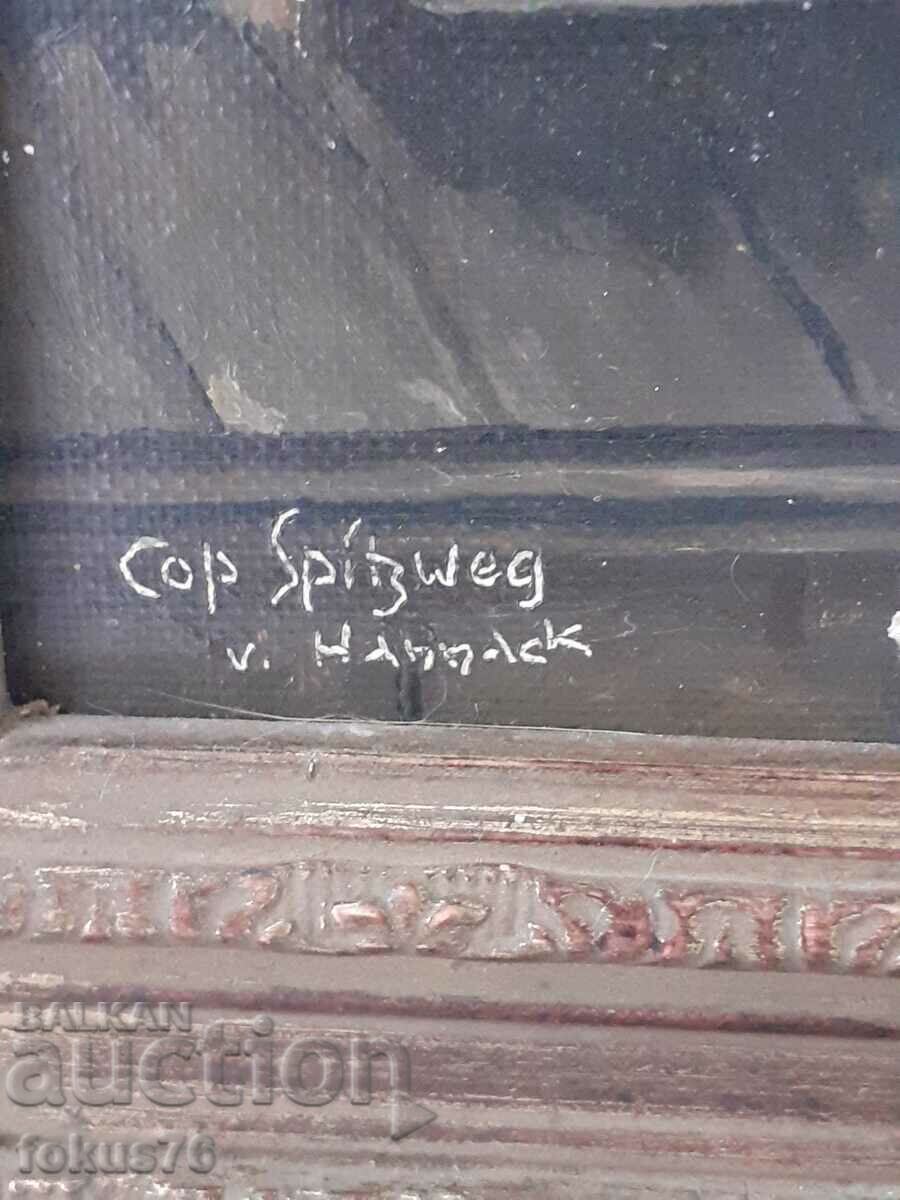 Cop Spitzweg
v. Hannack
BALKAN
auction
fokus76